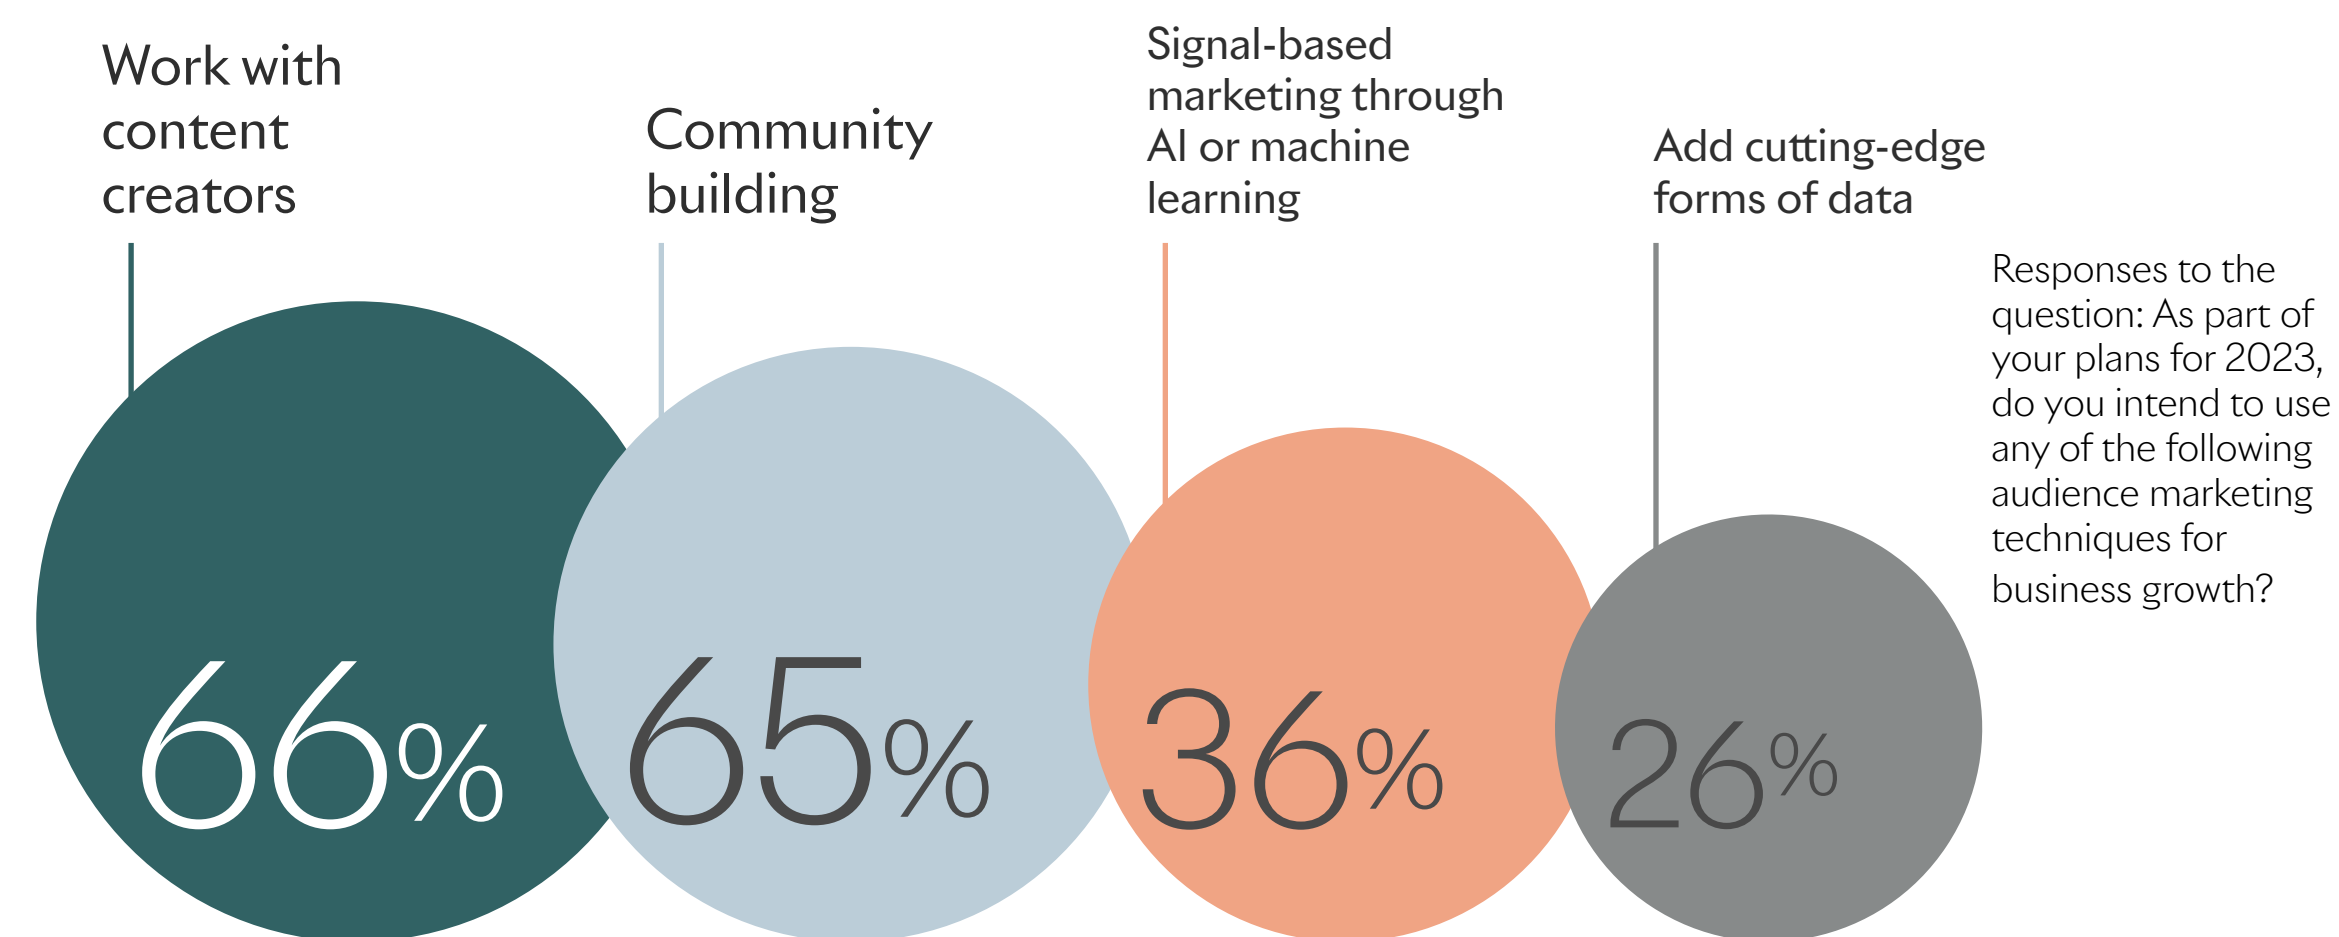 Work with
content
creators
66%
Community
building
65%
Signal-based
marketing through
AI or machine
learning
36%
Add cutting-edge
forms of data
26%
Responses to the
question: As part of
your plans for 2023,
do you intend to use
any of the following
audience marketing
techniques for
business growth?